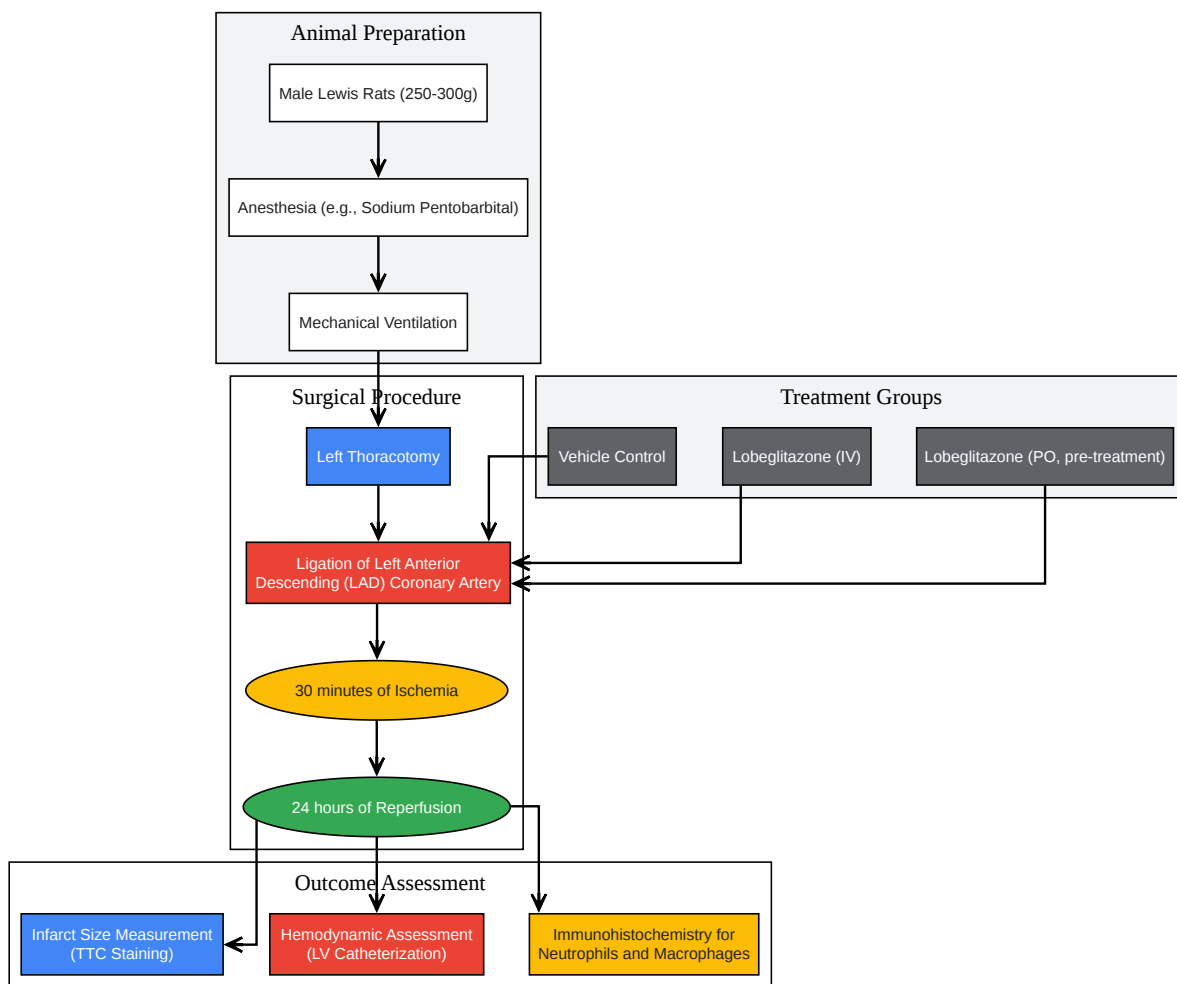 Animal Preparation
Male Lewis Rats (250-300g)
Anesthesia (e.g., Sodium Pentobarbital)
Mechanical Ventilation
Surgical Procedure
Left Thoracotomy
Treatment Groups
Vehicle Control
Lobeglitazone (IV)
Lobeglitazone (PO, pre-treatment)
Ligation of Left Anterior
Descending (LAD) Coronary Artery
30 minutes of Ischemia
24 hours of Reperfusion
Outcome Assessment
Infarct Size Measurement
(TTC Staining)
Hemodynamic Assessment
(LV Catheterization)
Immunohistochemistry for
Neutrophils and Macrophages